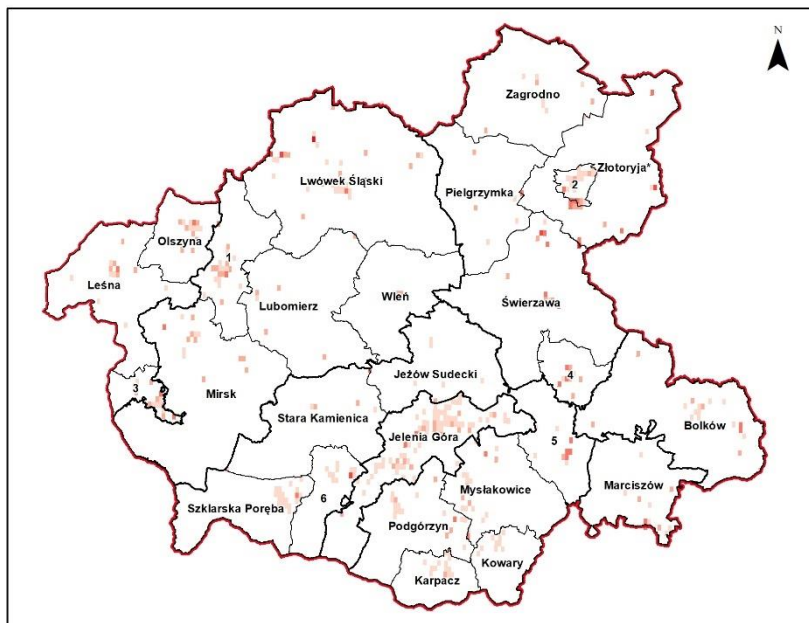 N
Zagrodno
Złotoryja*
2
Pielgrzymka
Lwówek Śląski
Olszyna
1
Leśna
Lubomierz
Wleń
Świerzawa
4
Jeżów Sudecki
3
Mirsk
Stara Kamienica
Jelenia Góra
5
Bolków
Marciszów
Mysłakowice
6
Szklarska Poręba
Podgórzyn
Kowary
Karpacz